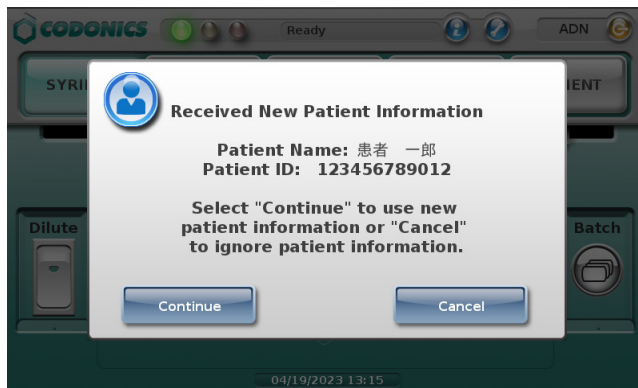 CODONICS
Ready
ADN
SYRI
IENT
Received New Patient Information
Patient Name: 患者　一郎
Patient ID: 123456789012
Select "Continue" to use new
patient information or "Cancel"
to ignore patient information.
Dilute
Batch
Continue
Cancel
04/19/2023 13:15